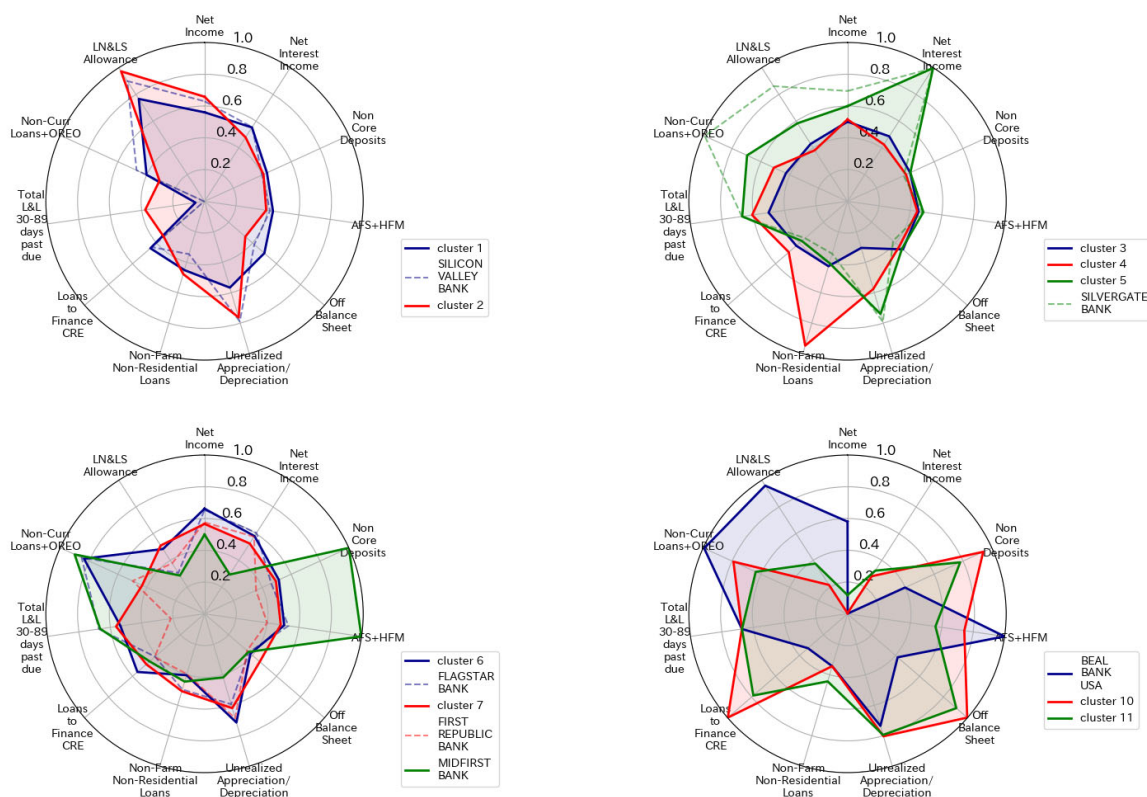 Net
Income
1.0
0.8
0.6
0.4
0.2
Net
Interest
Income
Non
Core
Deposits
AFS+HFM
Off
Balance
Sheet
Unrealized
Appreciation/
Depreciation
Non-Farm
Non-Residential
Loans
Loans
to
Finance
CRE
Total
L&L
30-89
days
past
due
Non-Curr
Loans+OREO
LN&LS
Allowance
cluster 1
SILICON
VALLEY
BANK
cluster 2
Net
Income
1.0
0.8
0.6
0.4
0.2
Net
Interest
Income
Non
Core
Deposits
AFS+HFM
Off
Balance
Sheet
Unrealized
Appreciation/
Depreciation
Non-Farm
Non-Residential
Loans
Loans
to
Finance
CRE
Total
L&L
30-89
days
past
due
Non-Curr
Loans+OREO
LN&LS
Allowance
cluster 3
cluster 4
cluster 5
SILVERGATE
BANK
Net
Income
1.0
0.8
0.6
0.4
0.2
Net
Interest
Income
Non
Core
Deposits
AFS+HFM
Off
Balance
Sheet
Unrealized
Appreciation/
Depreciation
Non-Farm
Non-Residential
Loans
Loans
to
Finance
CRE
Total
L&L
30-89
days
past
due
Non-Curr
Loans+OREO
LN&LS
Allowance
cluster 6
FLAGSTAR
BANK
cluster 7
FIRST
REPUBLIC
BANK
MIDFIRST
BANK
Net
Income
1.0
0.8
0.6
0.4
0.2
Net
Interest
Income
Non
Core
Deposits
AFS+HFM
Off
Balance
Sheet
Unrealized
Appreciation/
Depreciation
Non-Farm
Non-Residential
Loans
Loans
to
Finance
CRE
Total
L&L
30-89
days
past
due
Non-Curr
Loans+OREO
LN&LS
Allowance
BEAL
BANK
USA
cluster 10
cluster 11